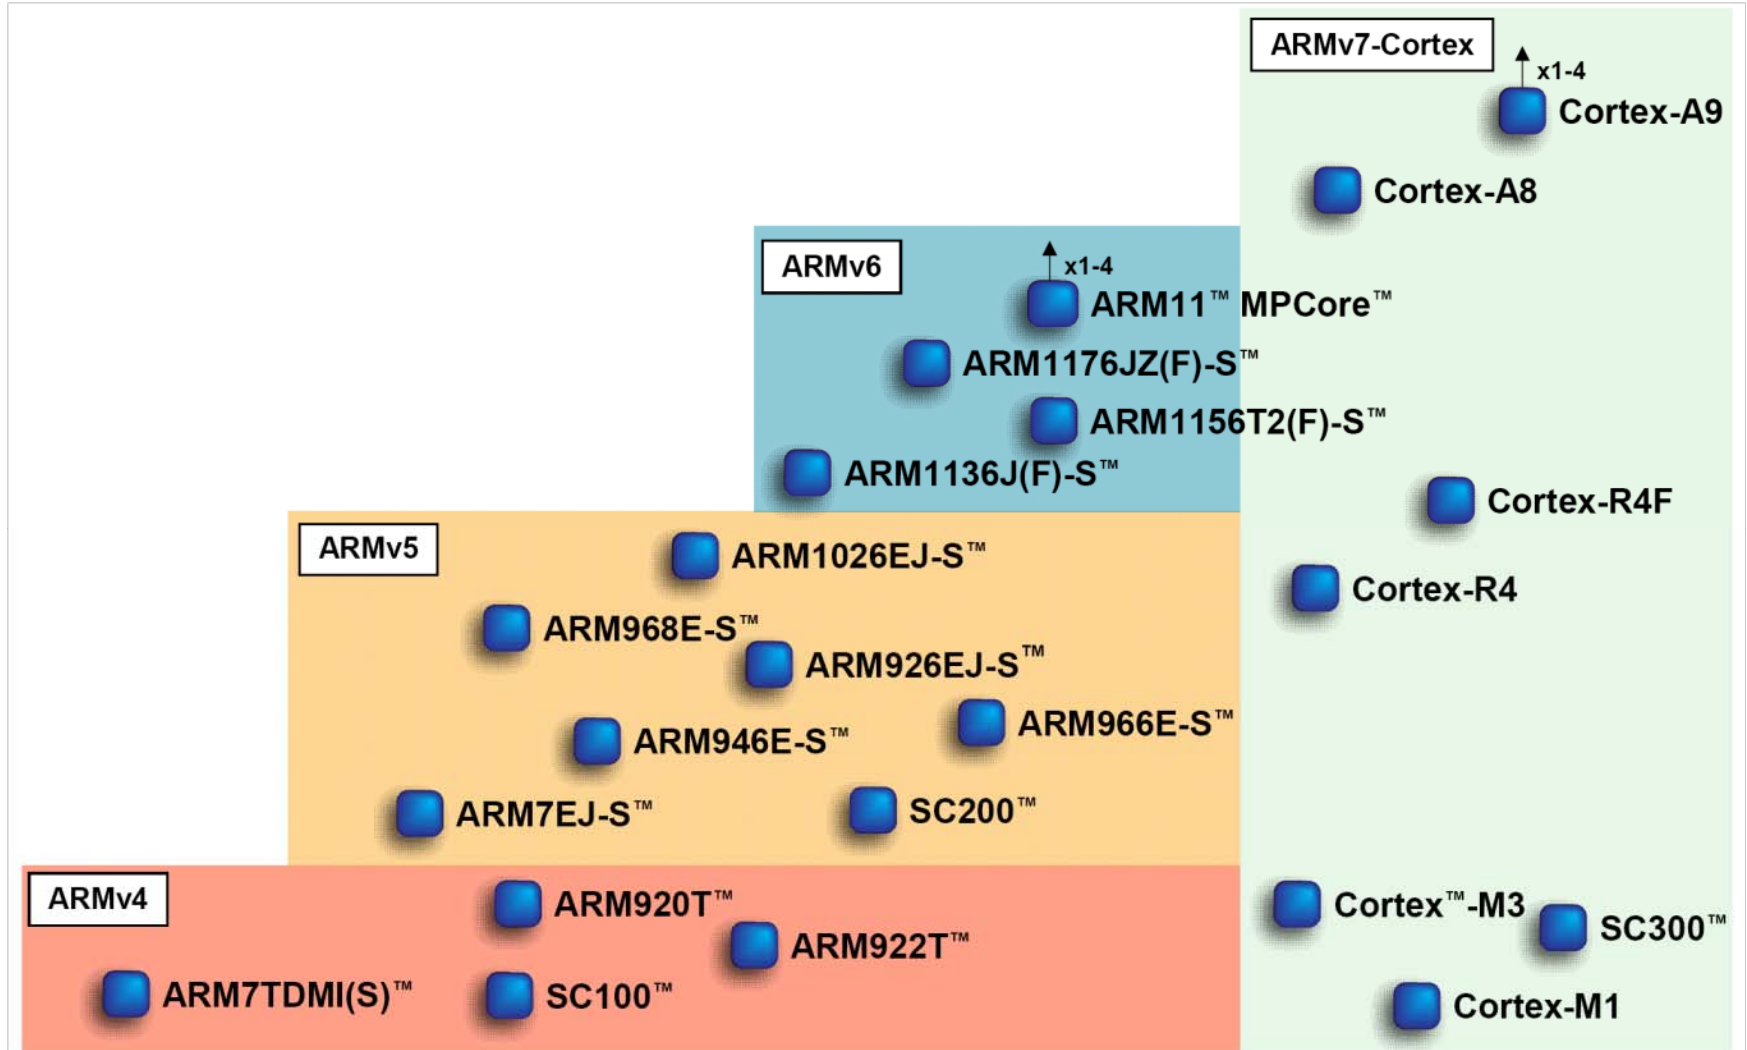 ARMv7-Cortex
x1-4
Cortex-A9
Cortex-A8
ARMv6
x1-4
ARM11™ MPCore™
ARM1176JZ(F)-S™
ARM1156T2(F)-S™
ARM1136J(F)-S™
Cortex-R4F
ARMv5
ARM1026EJ-S™
Cortex-R4
ARM968E-S™
ARM926EJ-S™
ARM966E-S™
ARM946E-S™
ARM7EJ-S™
SC200™
ARMv4
ARM920T™
Cortex™-M3
SC300™
ARM922T™
ARM7TDMI(S)™
SC100™
Cortex-M1